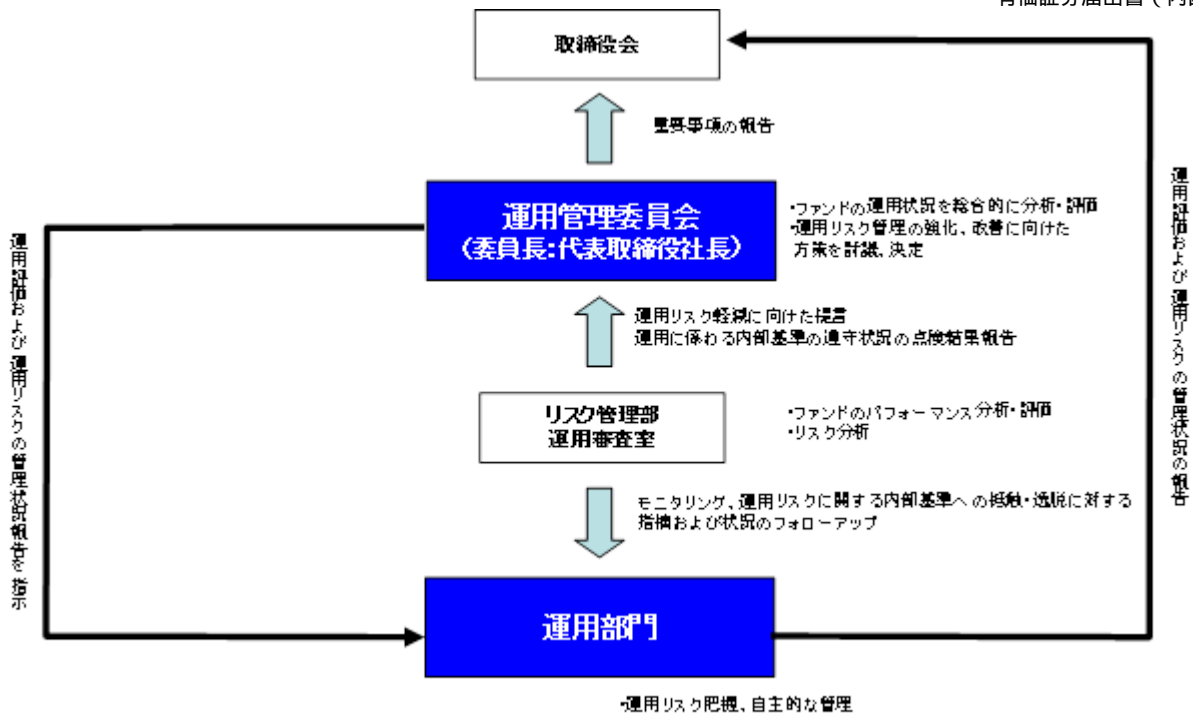 有価証券届出書(内
取締役会
重要事項の報告
運用管理委員会
(委員長:代表取締役社長)
・ファンドの運用状況を総合的に分析・評価
・運用リスク管理の強化、改善に向けた
方策を討議、決定
運用リスク軽減に向けた提言
運用に係わる内部基準の遵守状況の点検結果報告
リスク管理部
運用審査室
・ファンドのパフォーマンス分析・評価
・リスク分析
モニタリング、運用リスクに関する内部基準への抵触・逸脱に対する
指摘および状況のフォローアップ
運用部門
・運用リスク把握、自主的な管理
運用評価および運用リスクの管理状況報告を指示
運用評価および運用リスクの管理状況の報告